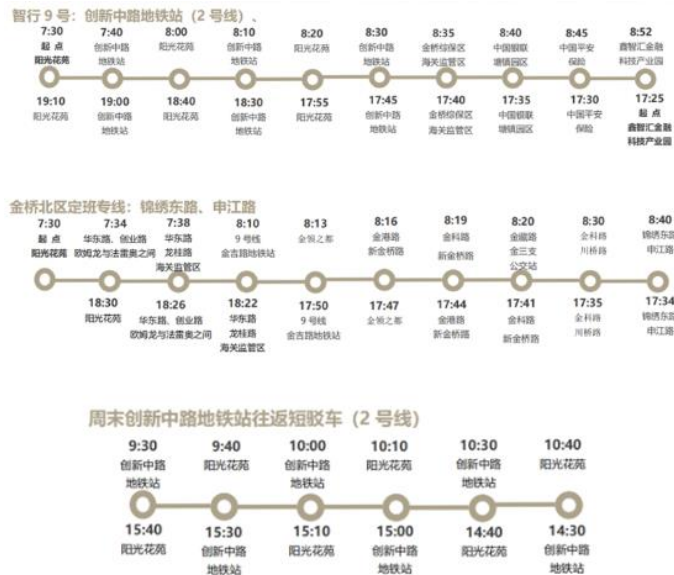 智行 9 号：创新中路地铁站（2 号线）、
7:30 7:40 8:00 8:10 8:20 8:30 8:35 8:40 8:45 8:52
起 点 创新中路 阳光花苑 创新中路 阳光花苑 创新中路 金桥综保区 中国银联 中国平安 鑫智汇金融
阳光花苑 地铁站 地铁站 地铁站 海关监管区 塘镇园区 保险 科技产业园
19:10 19:00 18:40 18:30 17:55 17:45 17:40 17:35 17:30 17:25
阳光花苑 创新中路 阳光花苑 创新中路 阳光花苑 创新中路 金桥综保区 中国银联 中国平安 起 点
地铁站 地铁站 地铁站 海关监管区 塘镇园区 保险 鑫智汇金融
科技产业园
金桥北区定班专线：锦绣东路、申江路
7:30 7:34 7:38 8:10 8:13 8:16 8:19 8:20 8:30 8:40
起 点 华东路、创业路 华东路 9 号线 金领之都 金港路 金科路 金藏路 金科路 锦绣东路
阳光花苑 欧姆龙与法雷奥之间 龙桂路 金吉路地铁站 新金桥路 新金桥路 金三支 川桥路 申江路
海关监管区 公交站
18:30 18:26 18:22 17:50 17:47 17:44 17:41 17:35 17:34
阳光花苑 华东路、创业路 华东路 9 号线 金领之都 金港路 金科路 金科路 锦绣东路
欧姆龙与法雷奥之间 龙桂路 金吉路地铁站 新金桥路 新金桥路 川桥路 申江路
海关监管区
周末创新中路地铁站往返短驳车（2 号线）
9:30 9:40 10:00 10:10 10:30 10:40
创新中路 阳光花苑 创新中路 阳光花苑 创新中路 阳光花苑
地铁站 地铁站 地铁站
15:40 15:30 15:10 15:00 14:40 14:30
阳光花苑 创新中路 阳光花苑 创新中路 阳光花苑 创新中路
地铁站 地铁站 地铁站